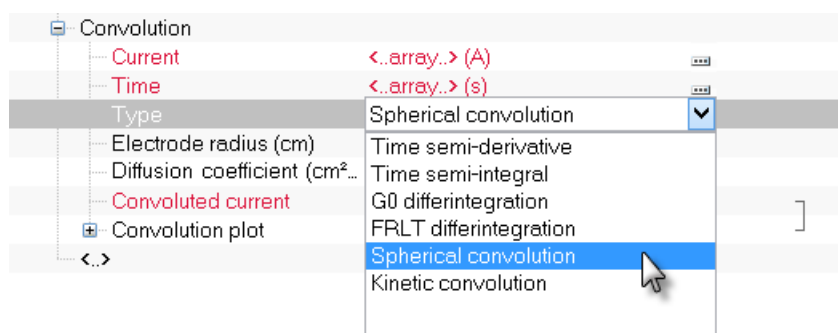 Convolution
Current <..array..> (A)
Time <..array..> (s)
Type Spherical convolution
Electrode radius (cm)
Diffusion coefficient (cm²...
Convoluted current
Convolution plot
<..>
Time semi-derivative
Time semi-integral
G0 differintegration
FRLT differintegration
Spherical convolution
Kinetic convolution